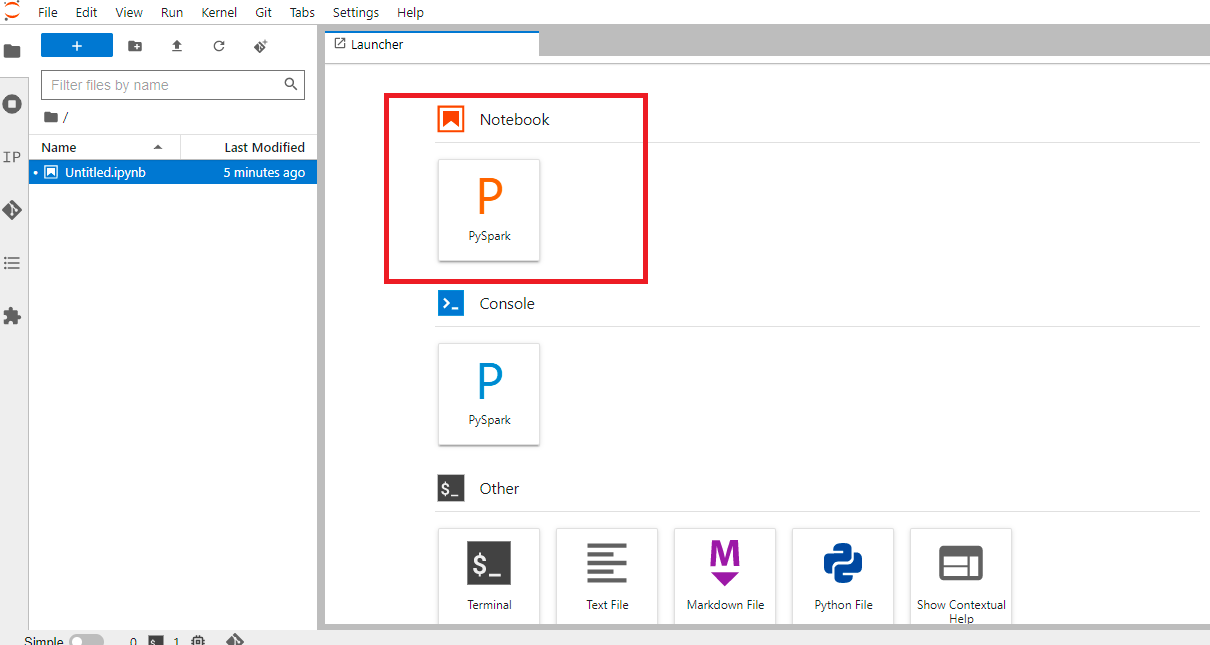 File Edit View Run Kernel Git Tabs Settings Help
+
Filter files by name
/
Name Last Modified
Untitled.ipynb 5 minutes ago
IP
Launcher
Notebook
P
PySpark
Console
P
PySpark
$_ Other
$_
Terminal
Text File
M
Markdown File
Python File
Show Contextual
Help
Simple 0 $_ 1